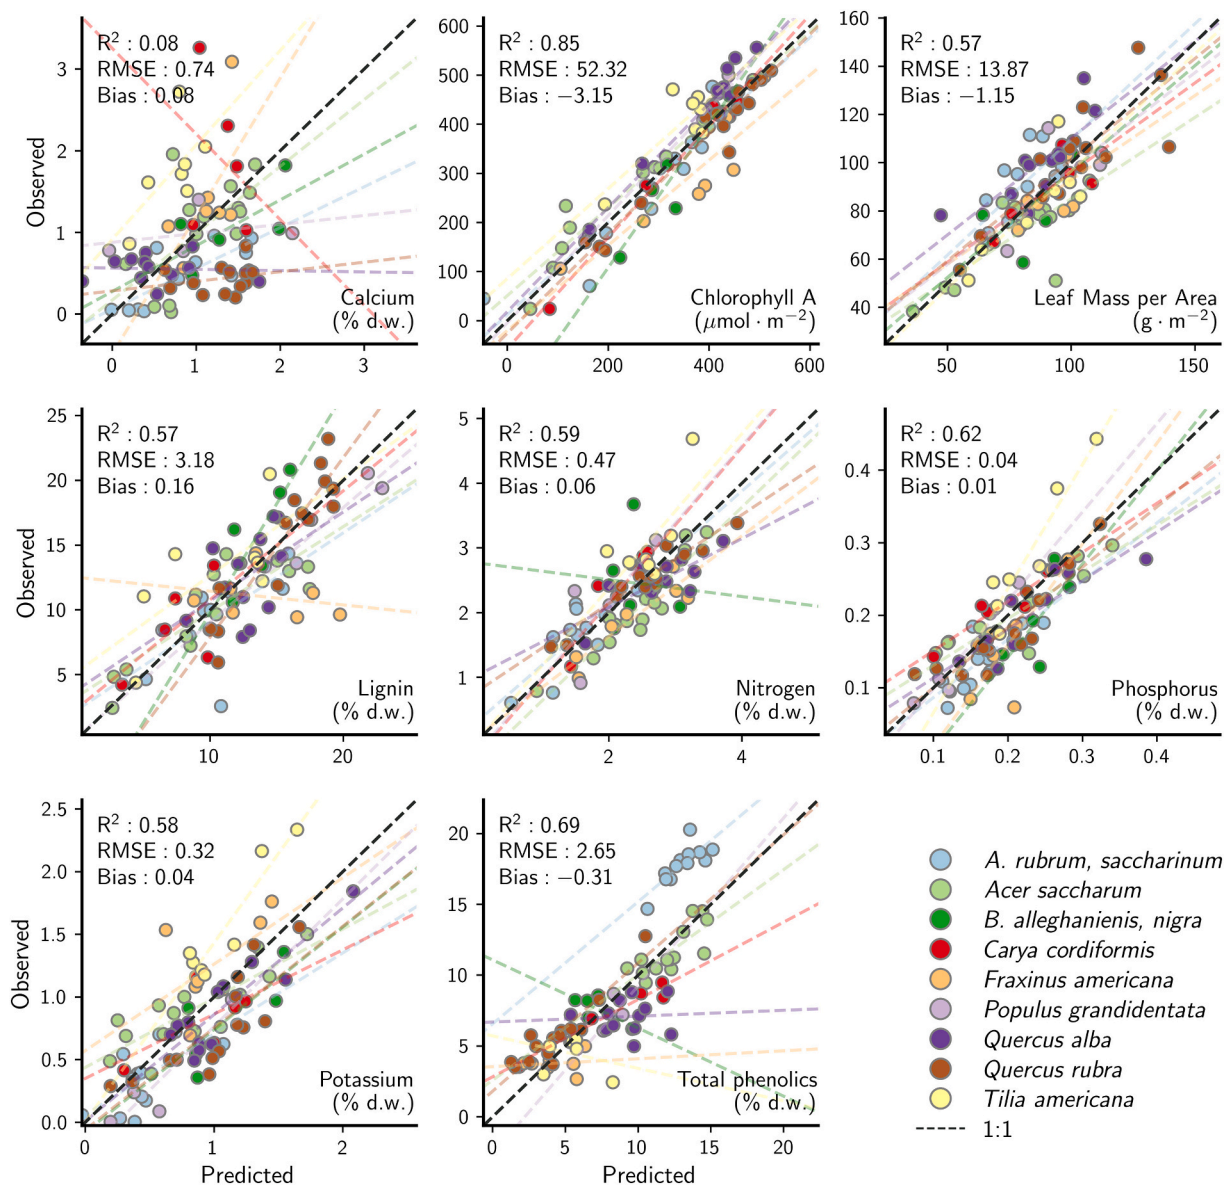 R² : 0.08
RMSE : 0.74
Bias : 0.08
3
2
1
0
Observed
Calcium
(% d.w.)
0 1 2 3
R² : 0.85
RMSE : 52.32
Bias : −3.15
600
500
400
300
200
100
0
Chlorophyll A
(μmol · m⁻²)
0 200 400 600
R² : 0.57
RMSE : 13.87
Bias : −1.15
160
140
120
100
80
60
40
Leaf Mass per Area
(g · m⁻²)
50 100 150
R² : 0.57
RMSE : 3.18
Bias : 0.16
25
20
15
10
5
Observed
Lignin
(% d.w.)
10 20
R² : 0.59
RMSE : 0.47
Bias : 0.06
5
4
3
2
1
Nitrogen
(% d.w.)
2 4
R² : 0.62
RMSE : 0.04
Bias : 0.01
0.4
0.3
0.2
0.1
Phosphorus
(% d.w.)
0.1 0.2 0.3 0.4
R² : 0.58
RMSE : 0.32
Bias : 0.04
2.5
2.0
1.5
1.0
0.5
0.0
Observed
Potassium
(% d.w.)
0 1 2
Predicted
R² : 0.69
RMSE : 2.65
Bias : −0.31
20
15
10
5
0
Total phenolics
(% d.w.)
0 5 10 15 20
Predicted
A. rubrum, saccharinum
Acer saccharum
B. alleghanienis, nigra
Carya cordiformis
Fraxinus americana
Populus grandidentata
Quercus alba
Quercus rubra
Tilia americana
1:1